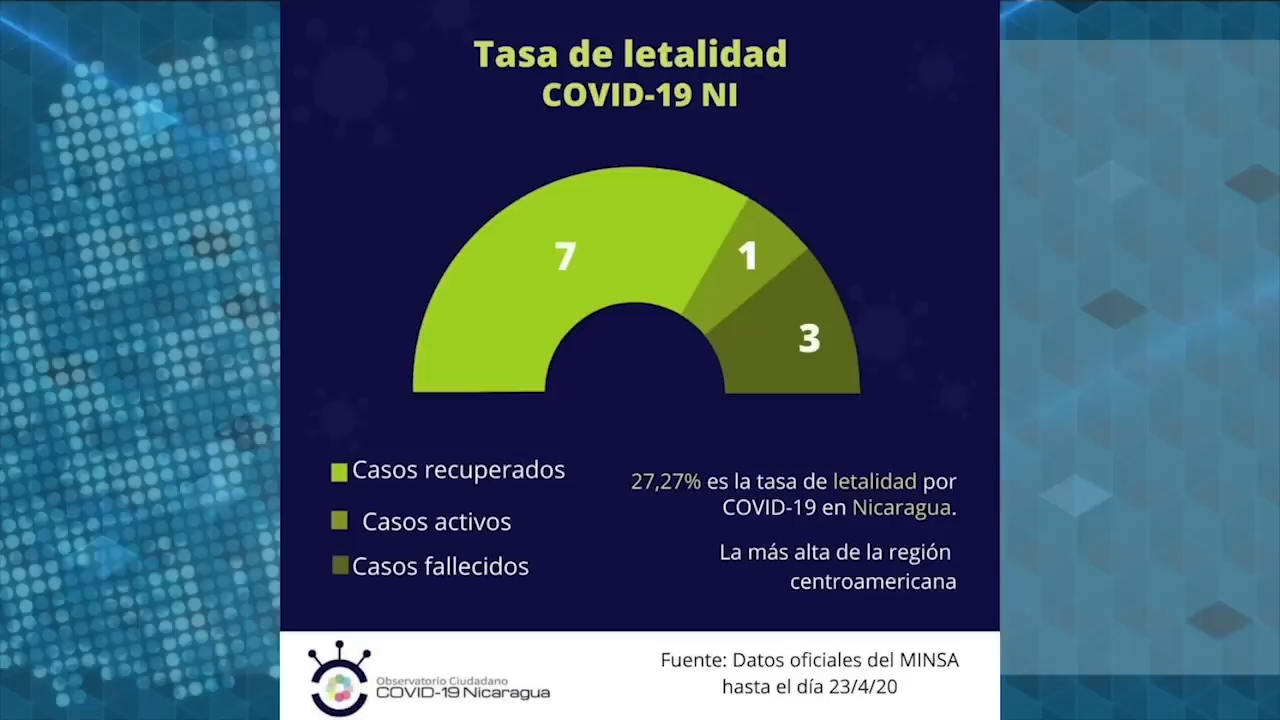 Tasa de letalidad
COVID-19 NI
7
1
3
Casos recuperados
Casos activos
Casos fallecidos
27,27% es la tasa de letalidad por
COVID-19 en Nicaragua.
La más alta de la región
centroamericana
Observatorio Ciudadano
COVID-19 Nicaragua
Fuente: Datos oficiales del MINSA
hasta el día 23/4/20